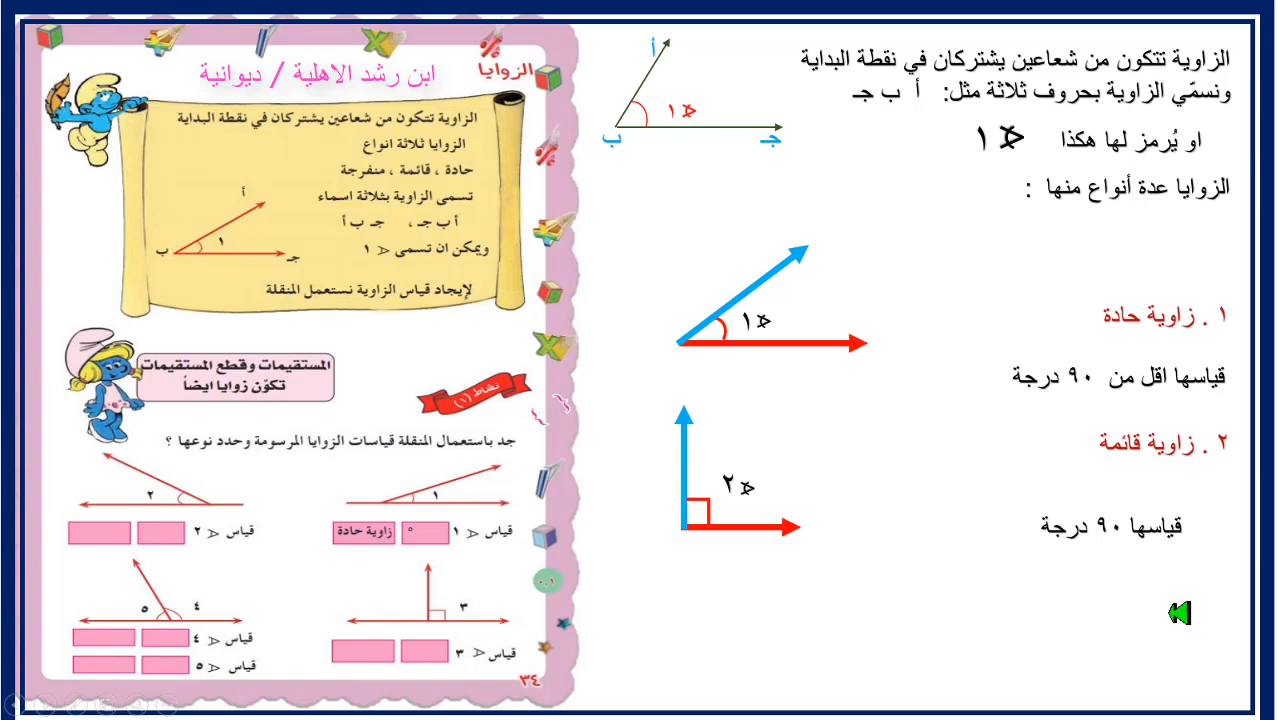 الزاوية تتكون من شعاعين يشتركان في نقطة البداية
ونسمّي الزاوية بحروف ثلاثة مثل: أ ب جـ
او يُرمز لها هكذا ∢ ١
الزوايا عدة أنواع منها :
أ
∢ ١
ب
جـ
١ . زاوية حادة
∢ ١
قياسها اقل من ٩٠ درجة
٢ . زاوية قائمة
∢ ٢
قياسها ٩٠ درجة
الزوايا
ابن رشد الاهلية / ديوانية
الزاوية تتكون من شعاعين يشتركان في نقطة البداية
الزوايا ثلاثة انواع
حادة ، قائمة ، منفرجة
تسمى الزاوية بثلاثة اسماء
أ ب جـ ، جـ ب أ
ويمكن ان تسمى ∢ ١
أ
١
ب
جـ
لإيجاد قياس الزاوية نستعمل المنقلة
المستقيمات وقطع المستقيمات
تكوّن زوايا ايضاً
نشاط (١)
جد باستعمال المنقلة قياسات الزوايا المرسومة وحدد نوعها ؟
١
٢
قياس ∢ ١ ° زاوية حادة
قياس ∢ ٢
٣
٤
٥
قياس ∢ ٣
قياس ∢ ٤
قياس ∢ ٥
٣٤